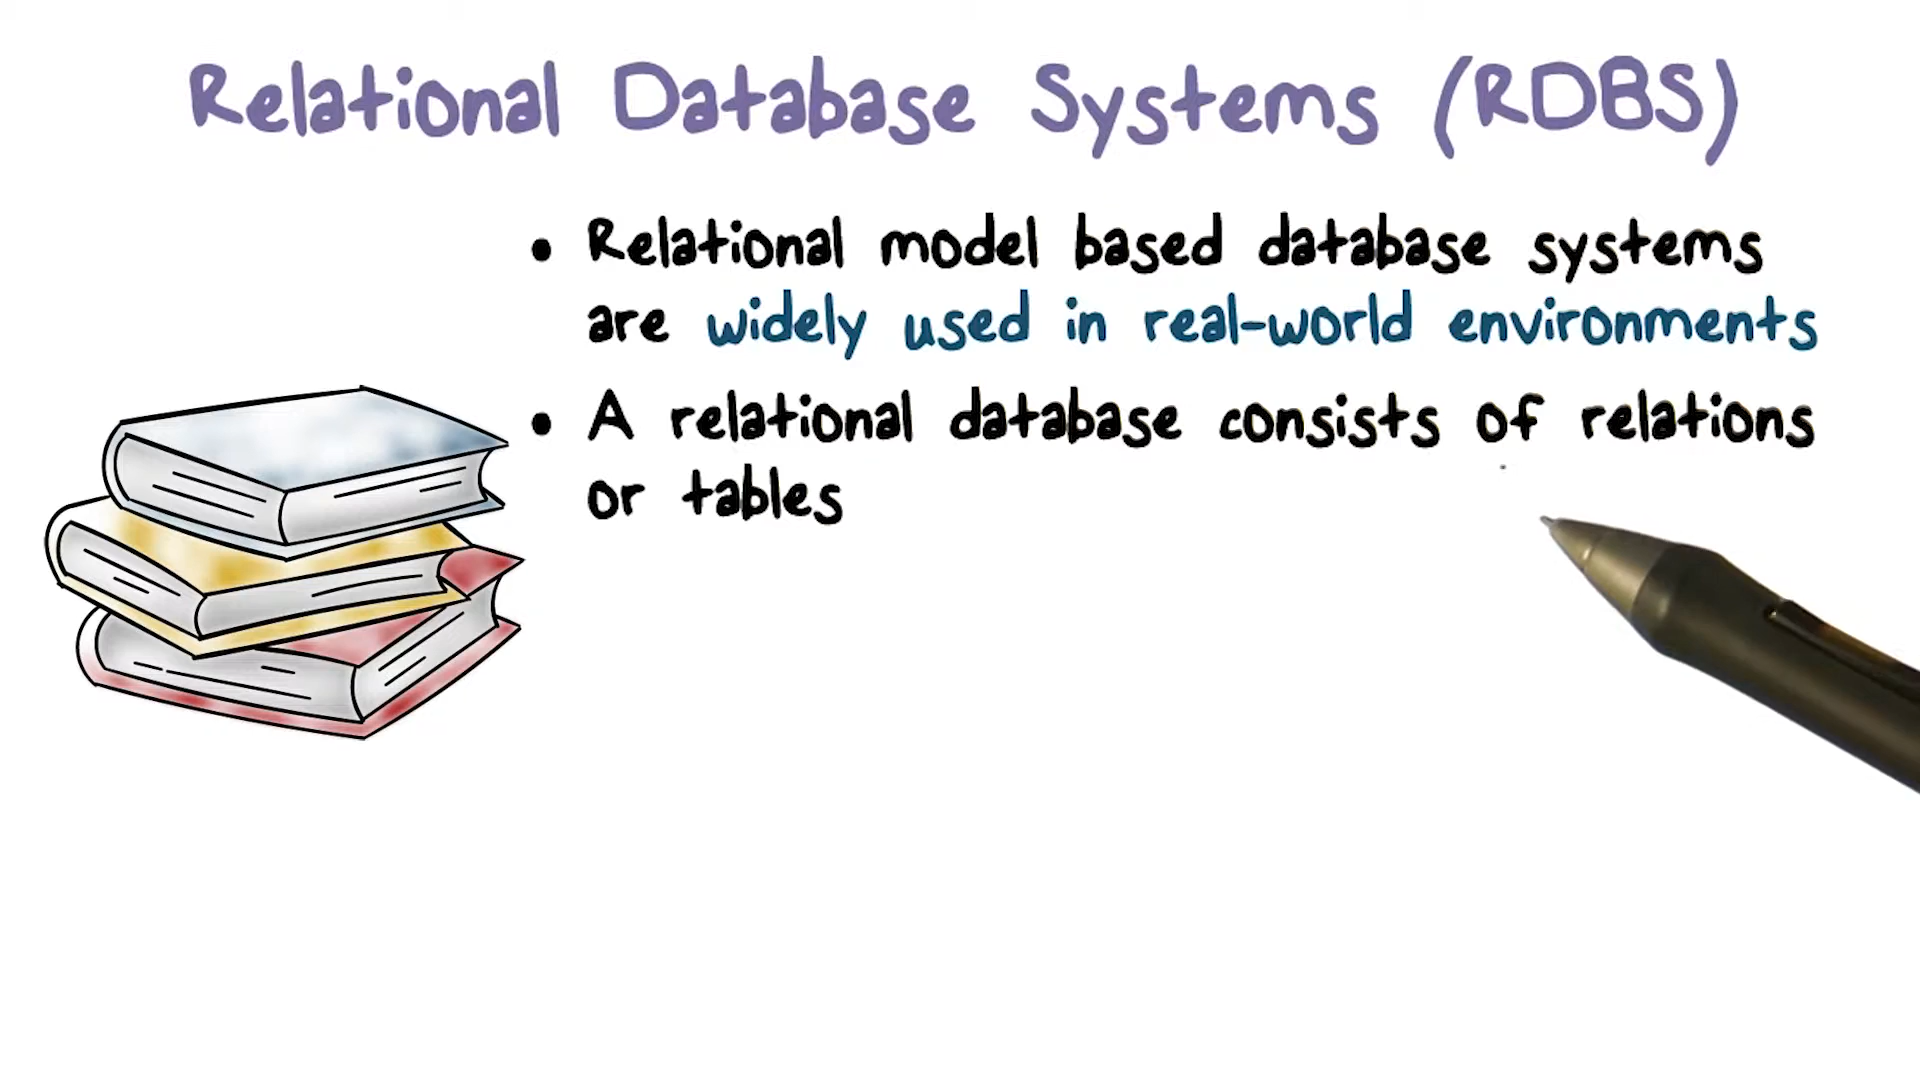 Relational Database Systems (RDBS)
• Relational model based database systems
are widely used in real-world environments
• A relational database consists of relations
or tables